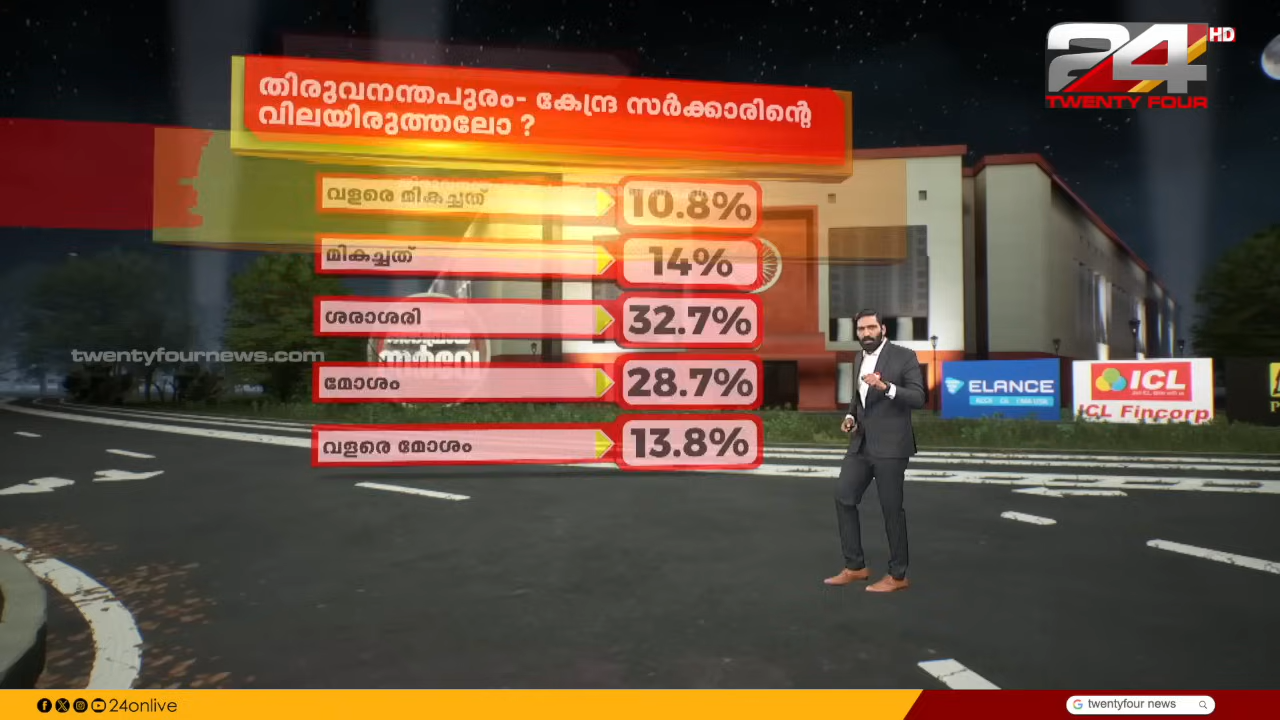 24 HD
TWENTY FOUR
തിരുവനന്തപുരം- കേന്ദ്ര സർക്കാരിന്റെ
വിലയിരുത്തലോ ?
വളരെ മികച്ചത് 10.8%
മികച്ചത് 14%
ശരാശരി 32.7%
മോശം 28.7%
വളരെ മോശം 13.8%
twentyfournews.com
സർവേ
ELANCE
ICL
ICL Fincorp
24onlive
twentyfour news